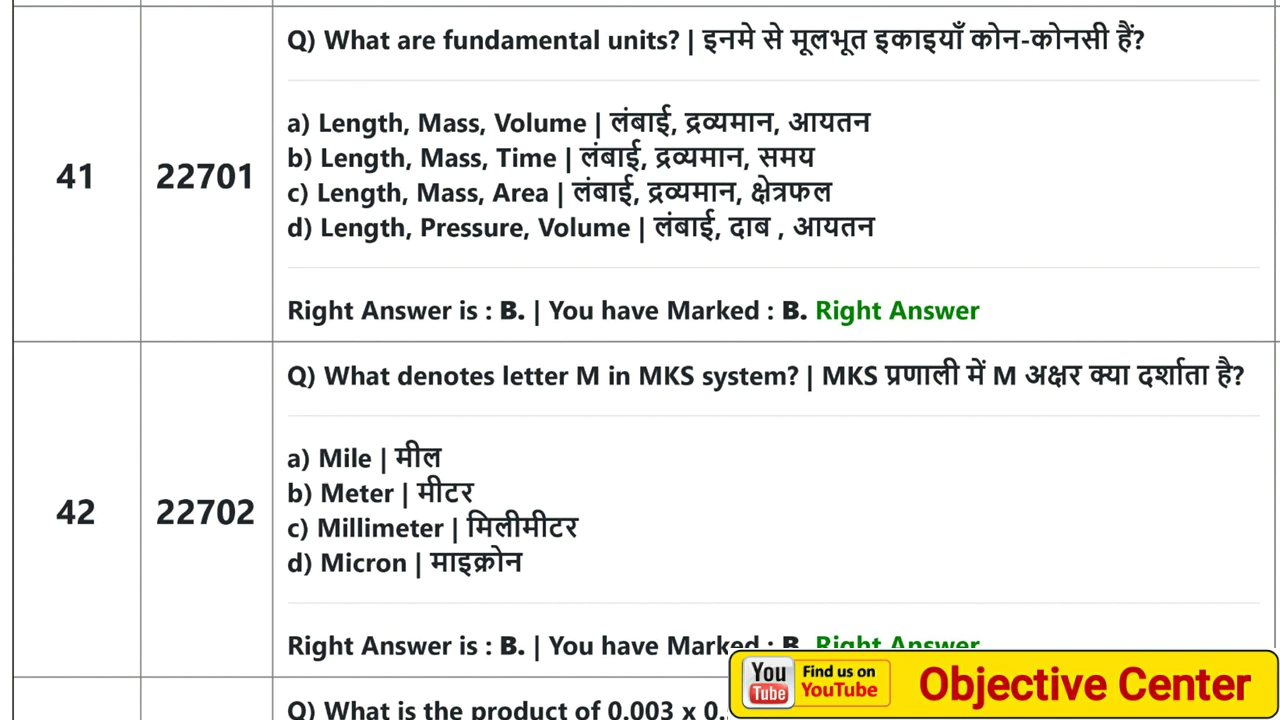 Q) What are fundamental units? | इनमे से मूलभूत इकाइयाँ कोन-कोनसी हैं?
a) Length, Mass, Volume | लंबाई, द्रव्यमान, आयतन
b) Length, Mass, Time | लंबाई, द्रव्यमान, समय
41 22701
c) Length, Mass, Area | लंबाई, द्रव्यमान, क्षेत्रफल
d) Length, Pressure, Volume | लंबाई, दाब , आयतन
Right Answer is : B. | You have Marked : B. Right Answer
Q) What denotes letter M in MKS system? | MKS प्रणाली में M अक्षर क्या दर्शाता है?
a) Mile | मील
b) Meter | मीटर
42 22702
c) Millimeter | मिलीमीटर
d) Micron | माइक्रोन
Right Answer is : B. | You have Marked : B. Right Answer
Q) What is the product of 0.003 x 0.
You Tube Find us on YouTube Objective Center